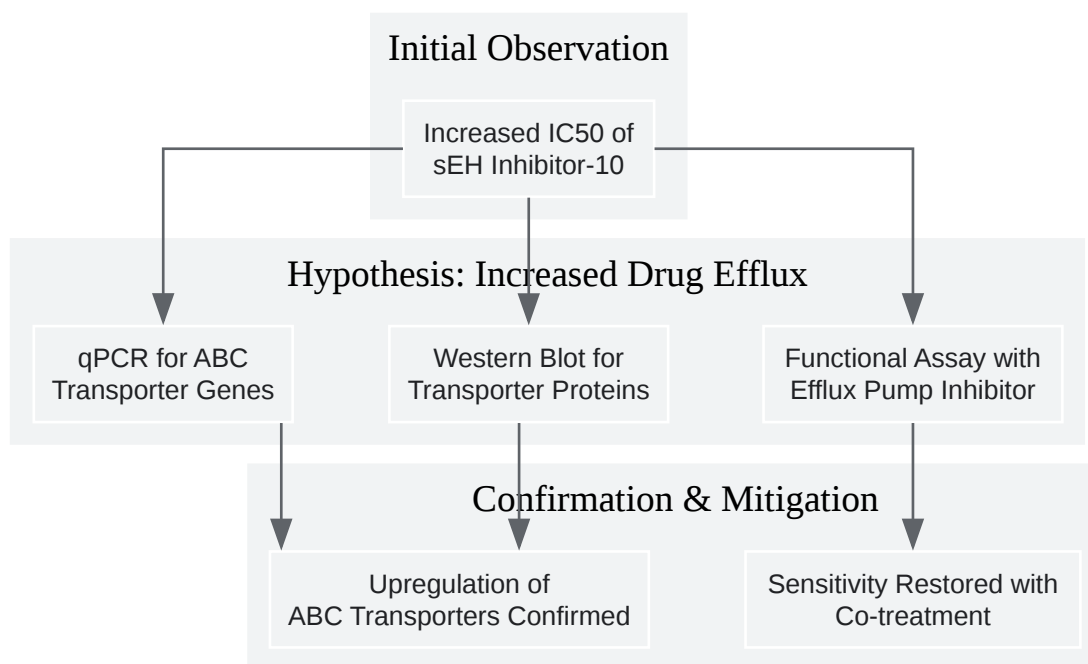 Initial Observation
Increased IC50 of
sEH Inhibitor-10
Hypothesis: Increased Drug Efflux
qPCR for ABC
Transporter Genes
Western Blot for
Transporter Proteins
Functional Assay with
Efflux Pump Inhibitor
Confirmation & Mitigation
Upregulation of
ABC Transporters Confirmed
Sensitivity Restored with
Co-treatment